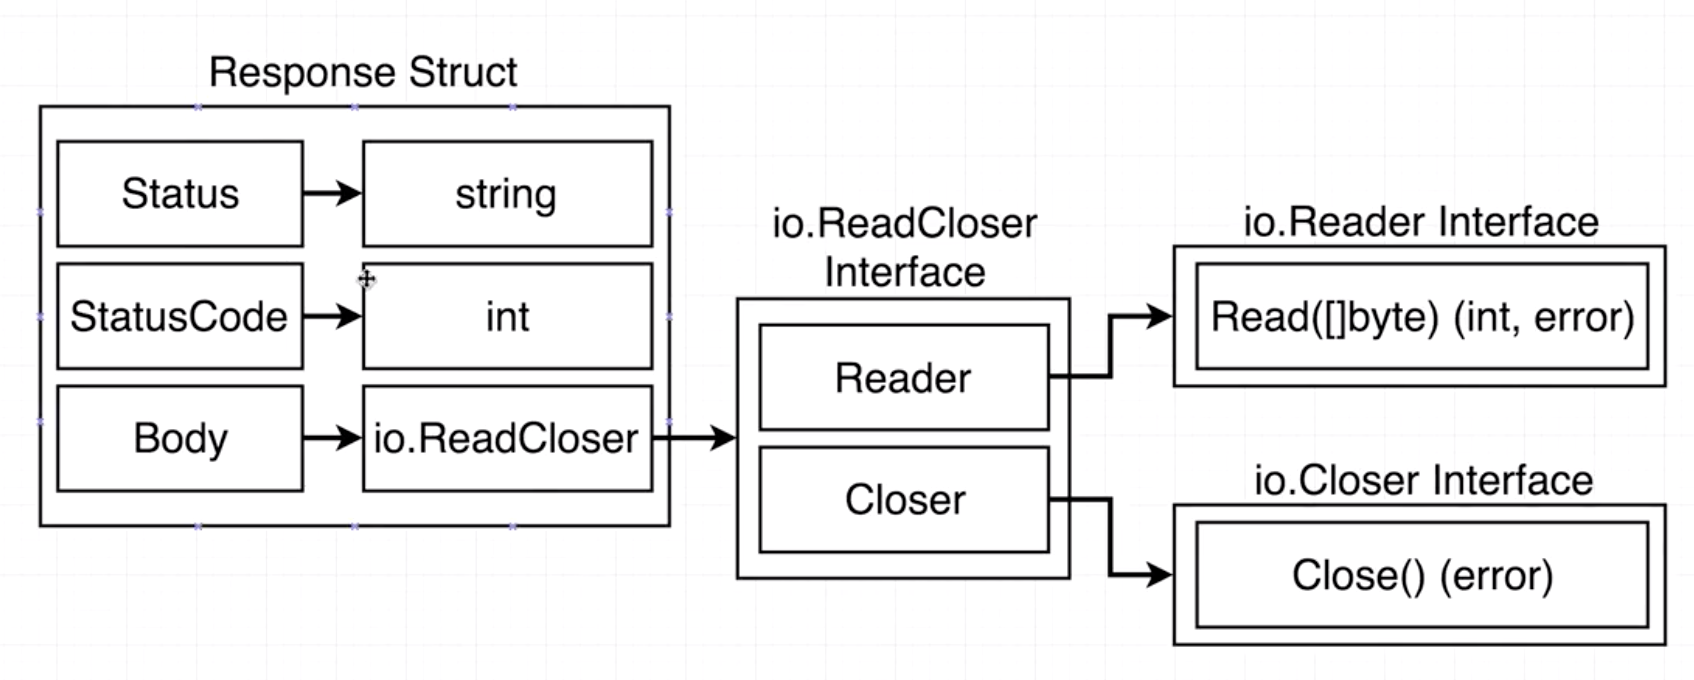 Response Struct
Status
string
StatusCode
int
Body
io.ReadCloser
io.ReadCloser
Interface
Reader
Closer
io.Reader Interface
Read([]byte) (int, error)
io.Closer Interface
Close() (error)